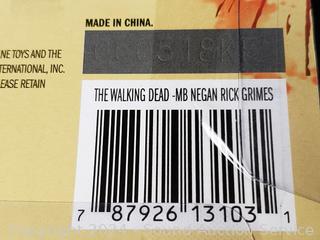 MADE IN CHINA.
NE TOYS AND THE
TERNATIONAL, INC.
EASE RETAIN
THE WALKING DEAD -MB NEGAN RICK GRIMES
7 87926 13103 1